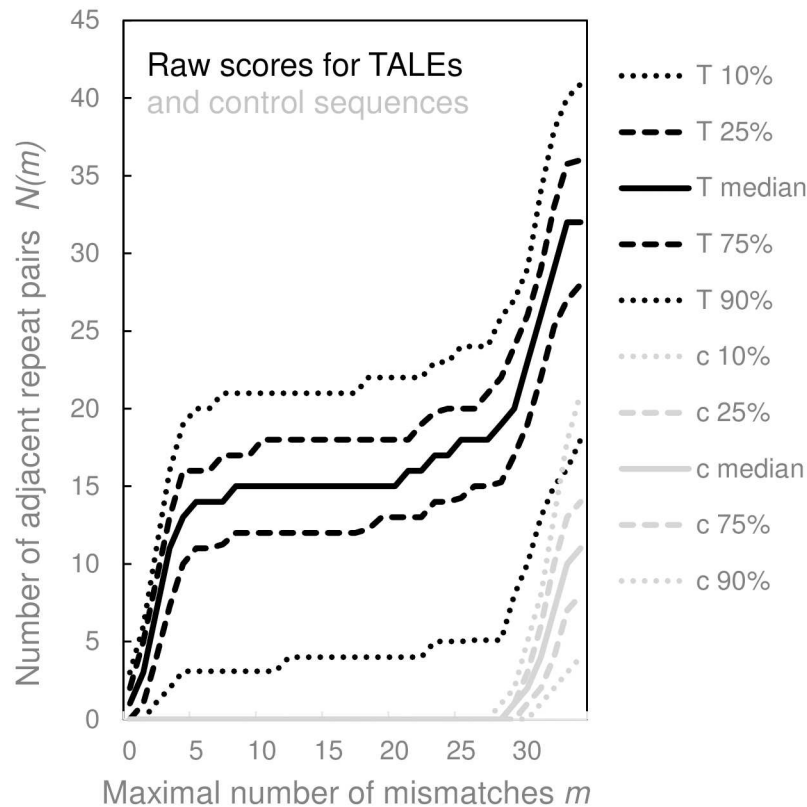 Raw scores for TALEs
and control sequences
Number of adjacent repeat pairs N(m)
45
40
35
30
25
20
15
10
5
0
0 5 10 15 20 25 30
Maximal number of mismatches m
T 10%
T 25%
T median
T 75%
T 90%
c 10%
c 25%
c median
c 75%
c 90%